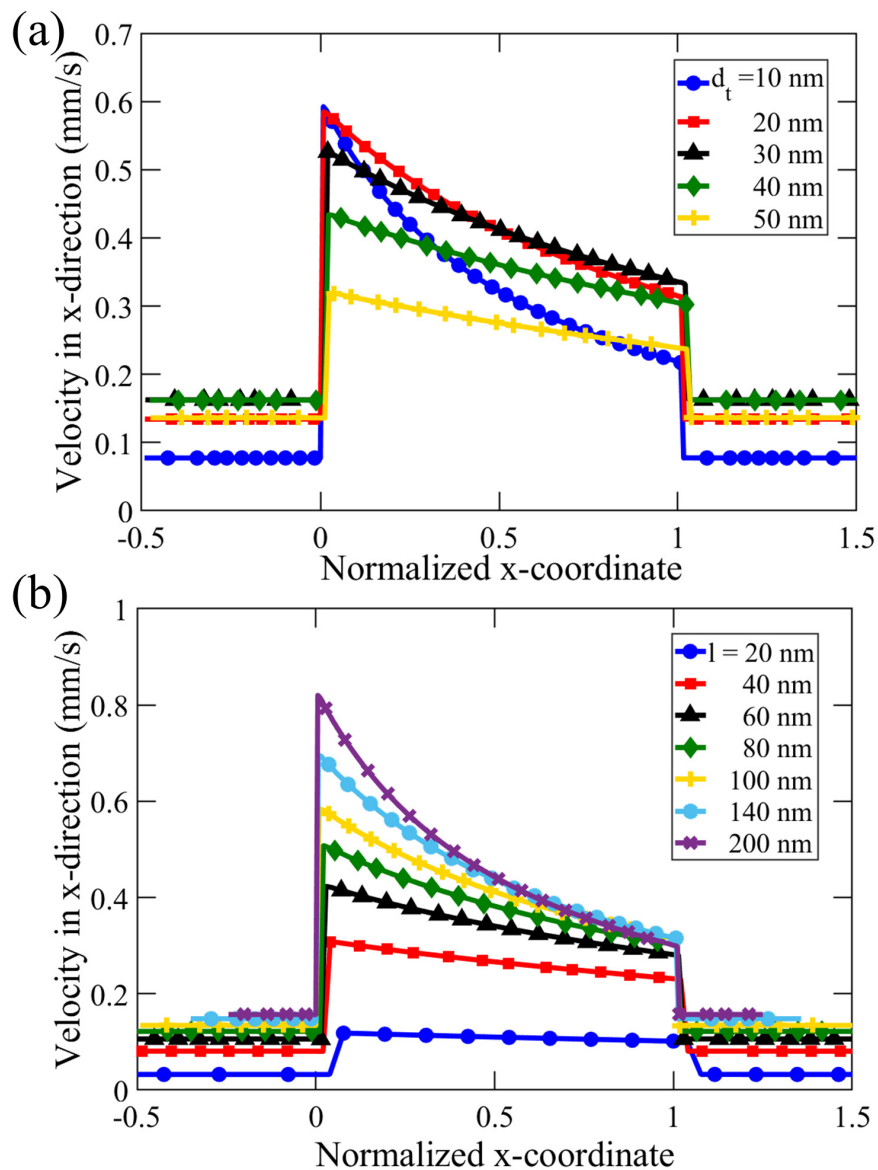 (a)
0.7
0.6
0.5
0.4
0.3
0.2
0.1
0
Velocity in x-direction (mm/s)
dt =10 nm
20 nm
30 nm
40 nm
50 nm
-0.5 0 0.5 1 1.5
Normalized x-coordinate
(b)
1
0.8
0.6
0.4
0.2
0
Velocity in x-direction (mm/s)
l = 20 nm
40 nm
60 nm
80 nm
100 nm
140 nm
200 nm
-0.5 0 0.5 1 1.5
Normalized x-coordinate